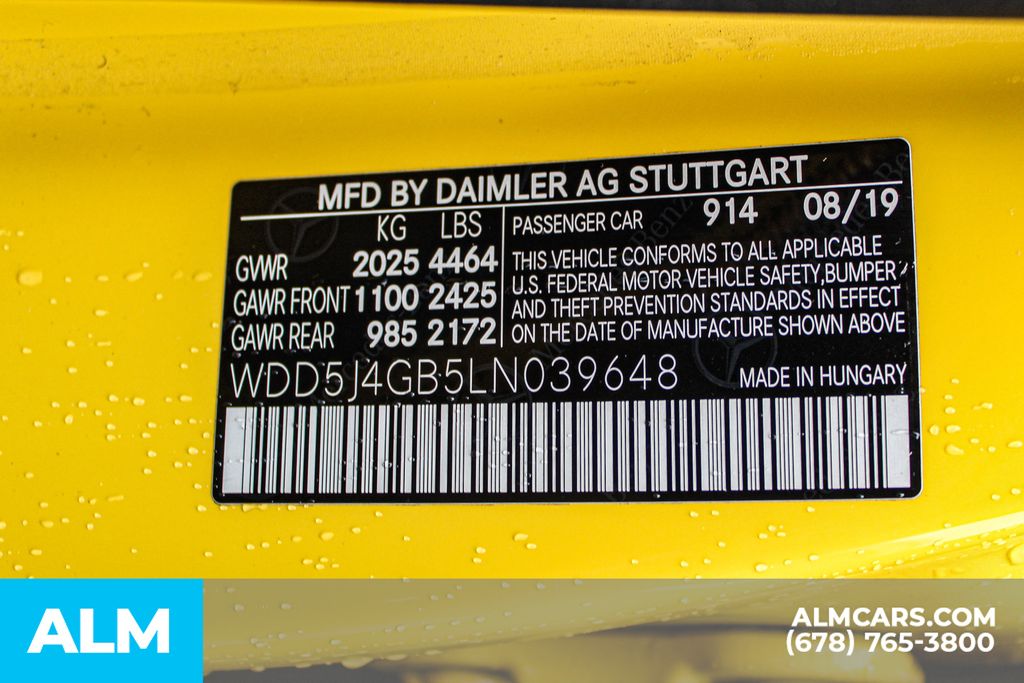 MFD BY DAIMLER AG STUTTGART
KG LBS
GVWR 2025 4464
GAWR FRONT 1100 2425
GAWR REAR 985 2172
PASSENGER CAR 914 08/19
THIS VEHICLE CONFORMS TO ALL APPLICABLE
U.S. FEDERAL MOTOR VEHICLE SAFETY, BUMPER
AND THEFT PREVENTION STANDARDS IN EFFECT
ON THE DATE OF MANUFACTURE SHOWN ABOVE
WDD5J4GB5LN039648
MADE IN HUNGARY
ALM
ALMCARS.COM
(678) 765-3800